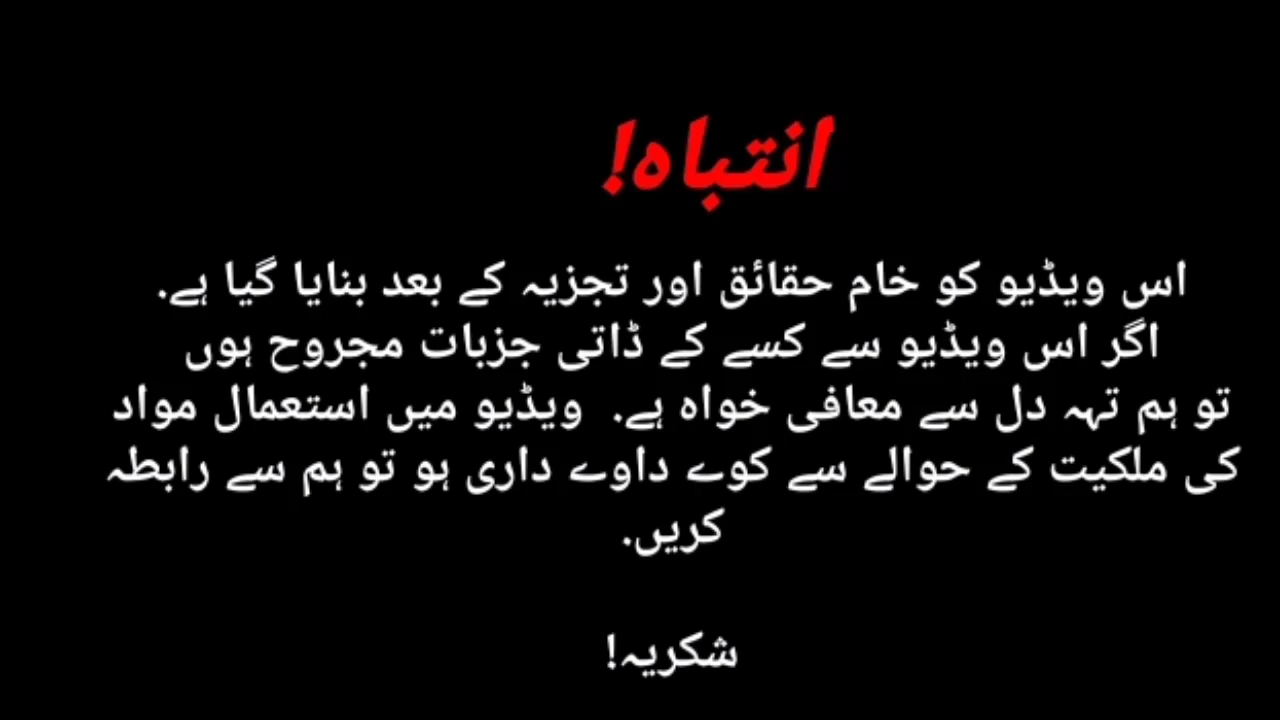 انتباہ!
اس ویڈیو کو خام حقائق اور تجزیہ کے بعد بنایا گیا ہے.
اگر اس ویڈیو سے کسے کے ڈاتی جزبات مجروح ہوں
تو ہم تہہ دل سے معافی خواہ ہے. ویڈیو میں استعمال مواد
کی ملکیت کے حوالے سے کوے داوے داری ہو تو ہم سے رابطہ
کریں.
شکریہ!